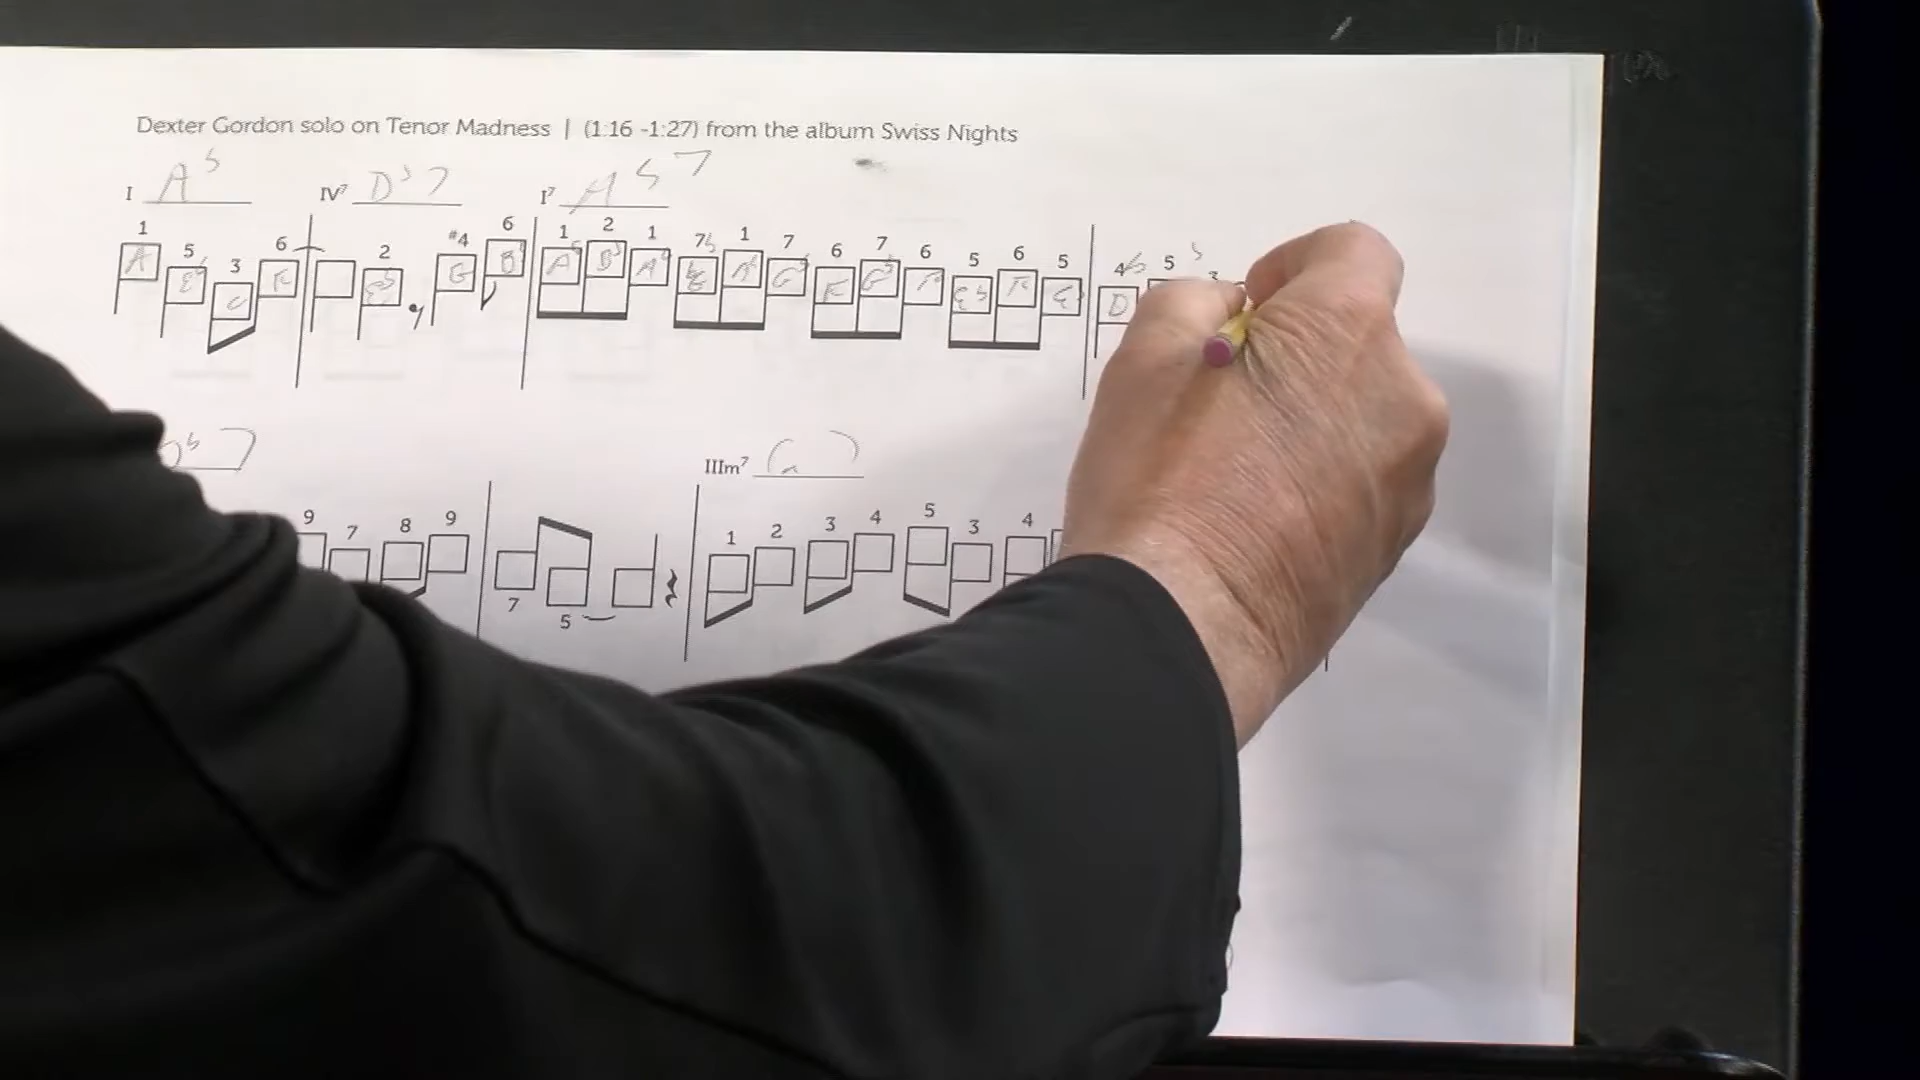 Dexter Gordon solo on Tenor Madness | (1:16 -1:27) from the album Swiss Nights
I A♭ IV⁷ D♭7 I⁷ A♭7
1 5 3 6 2 #4 6 1 2 1 7♭ 1 7 6 7 6 5 6 5 4 5
A E♭ C F E♭ G B♭ A♭ B♭ A♭ G A♭ G♭ F G♭ F E♭ F E♭ D
♭7 IIIm⁷
9 7 8 9 7 5 1 2 3 4 5 3 4